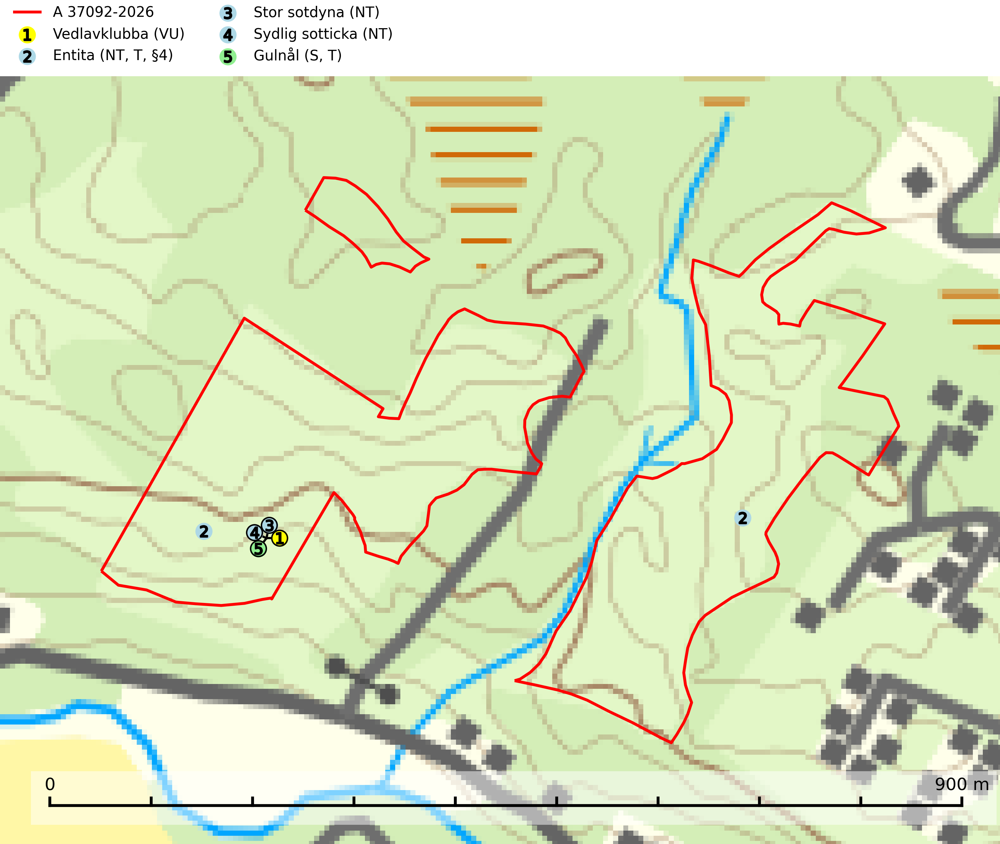 A 37092-2026
1 Vedlavklubba (VU)
2 Entita (NT, T, §4)
3 Stor sotdyna (NT)
4 Sydlig sotticka (NT)
5 Gulnål (S, T)
2
3
4
1
5
2
0
900 m